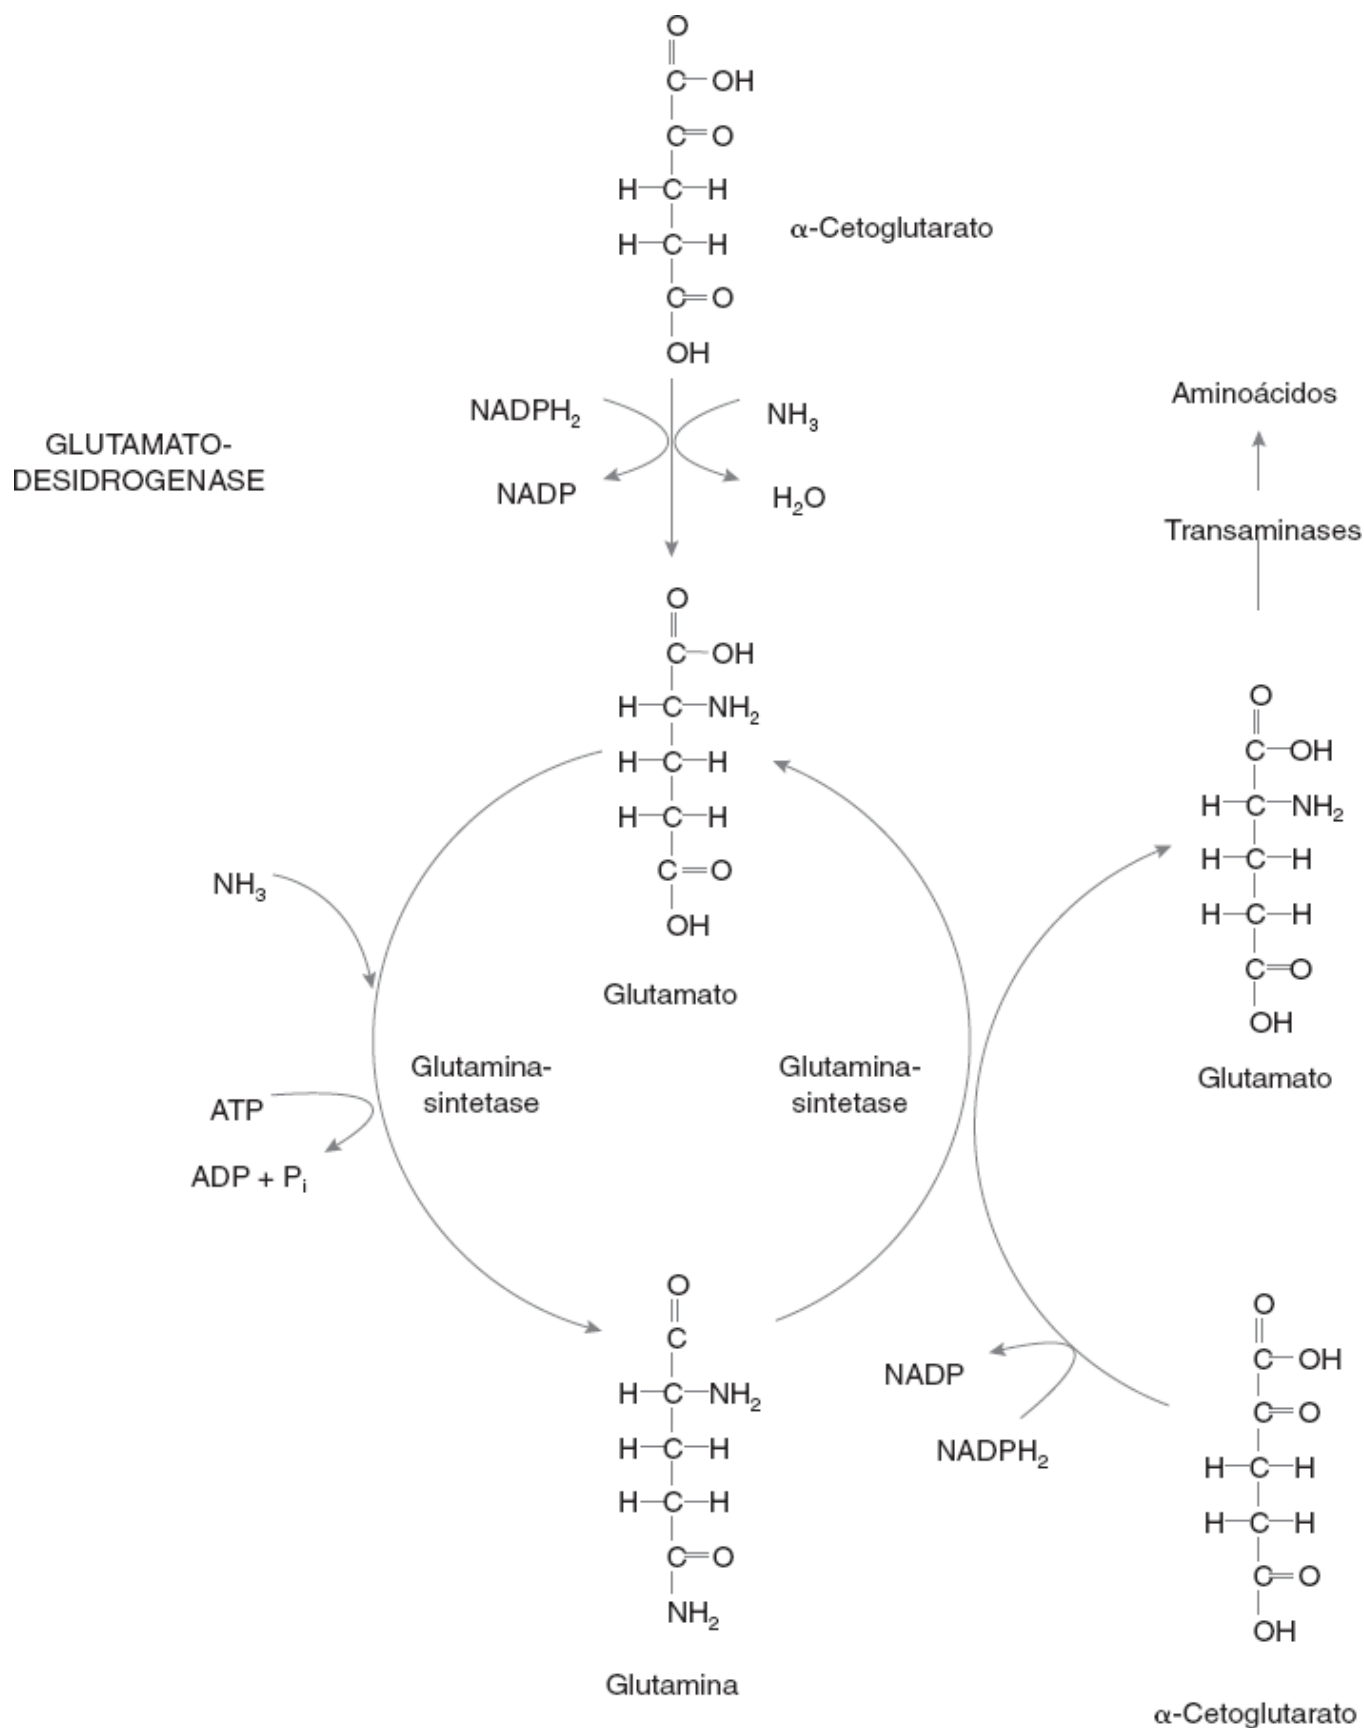 O
C—OH
C=O
H—C—H
H—C—H
C=O
OH
α-Cetoglutarato
NADPH₂
NH₃
NADP
H₂O
GLUTAMATO-
DESIDROGENASE
Aminoácidos
Transaminases
O
C—OH
H—C—NH₂
H—C—H
H—C—H
C=O
OH
Glutamato
O
C—OH
H—C—NH₂
H—C—H
H—C—H
C=O
OH
Glutamato
NH₃
ATP
ADP + Pᵢ
Glutamina-
sintetase
Glutamina-
sintetase
O
C
H—C—NH₂
H—C—H
H—C—H
C=O
NH₂
Glutamina
NADP
NADPH₂
O
C—OH
C=O
H—C—H
H—C—H
C=O
OH
α-Cetoglutarato